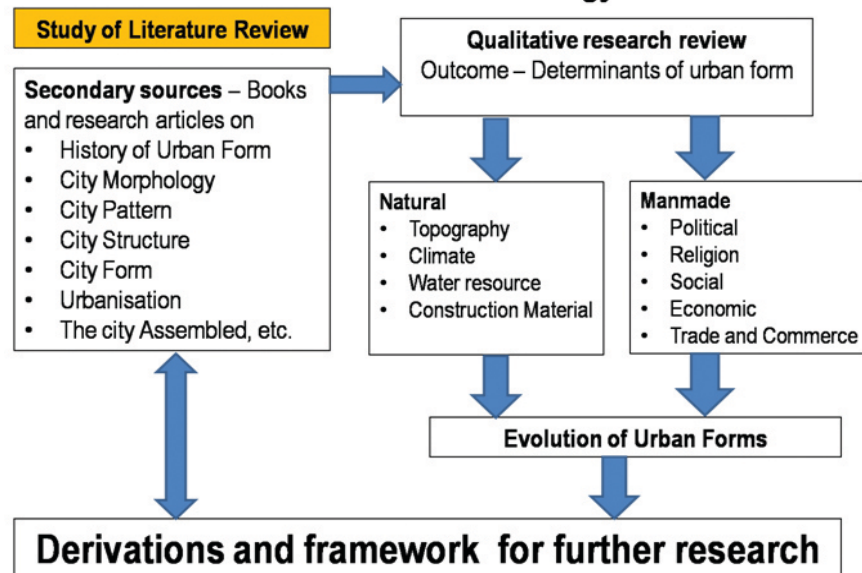 Study of Literature Review
Secondary sources – Books
and research articles on
• History of Urban Form
• City Morphology
• City Pattern
• City Structure
• City Form
• Urbanisation
• The city Assembled, etc.
Qualitative research review
Outcome – Determinants of urban form
Natural
• Topography
• Climate
• Water resource
• Construction Material
Manmade
• Political
• Religion
• Social
• Economic
• Trade and Commerce
Evolution of Urban Forms
Derivations and framework for further research